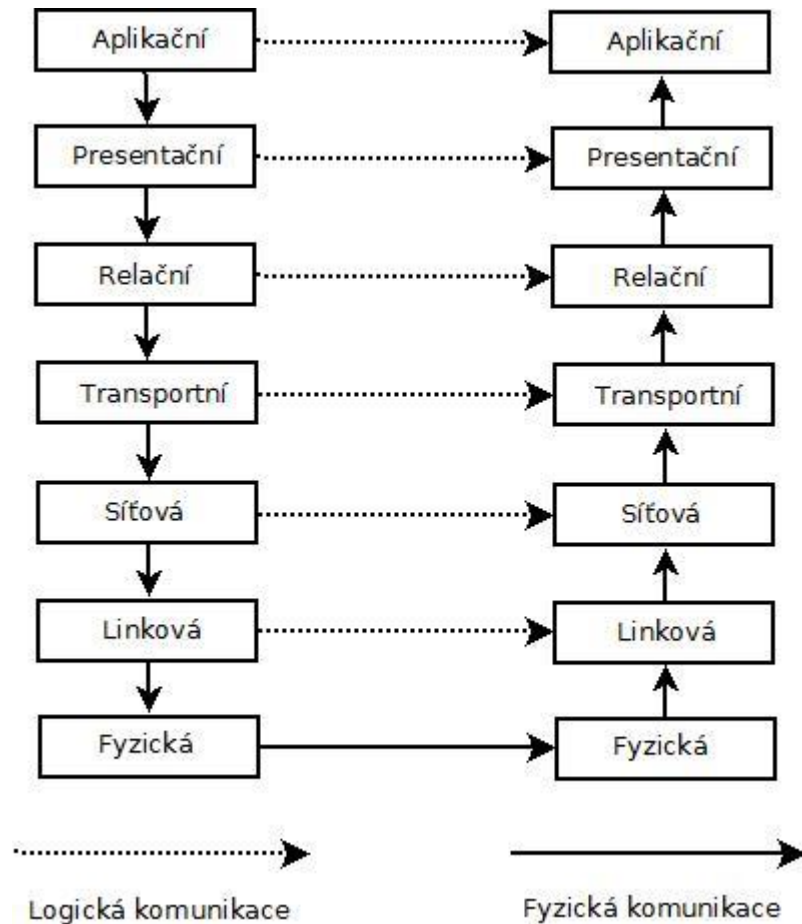 Aplikační
Aplikační
Presentační
Presentační
Relační
Relační
Transportní
Transportní
Síťová
Síťová
Linková
Linková
Fyzická
Fyzická
Logická komunikace
Fyzická komunikace